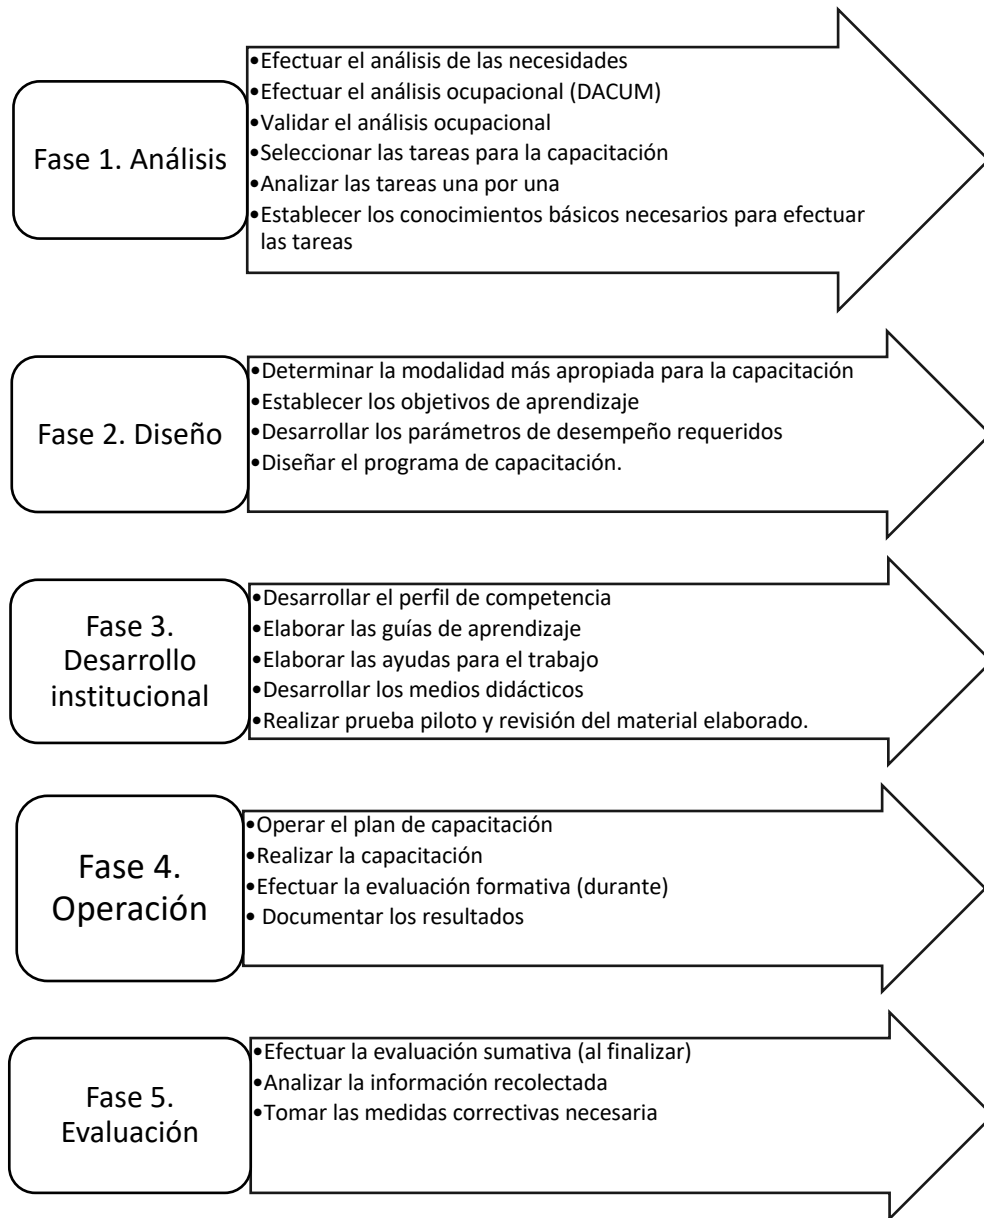 Fase 1. Análisis
•Efectuar el análisis de las necesidades
•Efectuar el análisis ocupacional (DACUM)
•Validar el análisis ocupacional
•Seleccionar las tareas para la capacitación
•Analizar las tareas una por una
•Establecer los conocimientos básicos necesarios para efectuar
las tareas
Fase 2. Diseño
•Determinar la modalidad más apropiada para la capacitación
•Establecer los objetivos de aprendizaje
•Desarrollar los parámetros de desempeño requeridos
•Diseñar el programa de capacitación.
Fase 3.
Desarrollo
institucional
•Desarrollar el perfil de competencia
•Elaborar las guías de aprendizaje
•Elaborar las ayudas para el trabajo
•Desarrollar los medios didácticos
•Realizar prueba piloto y revisión del material elaborado.
Fase 4.
Operación
•Operar el plan de capacitación
•Realizar la capacitación
•Efectuar la evaluación formativa (durante)
• Documentar los resultados
Fase 5.
Evaluación
•Efectuar la evaluación sumativa (al finalizar)
•Analizar la información recolectada
•Tomar las medidas correctivas necesaria